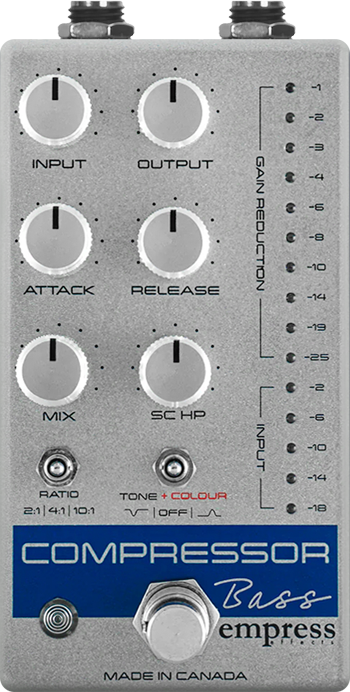 INPUT
OUTPUT
ATTACK
RELEASE
MIX
SC HP
RATIO
2:1|4:1|10:1
TONE + COLOUR
|OFF|
GAIN REDUCTION
-1
-2
-3
-4
-6
-8
-10
-14
-19
-25
INPUT
-2
-6
-10
-14
-18
COMPRESSOR
Bass
empress
effects
MADE IN CANADA